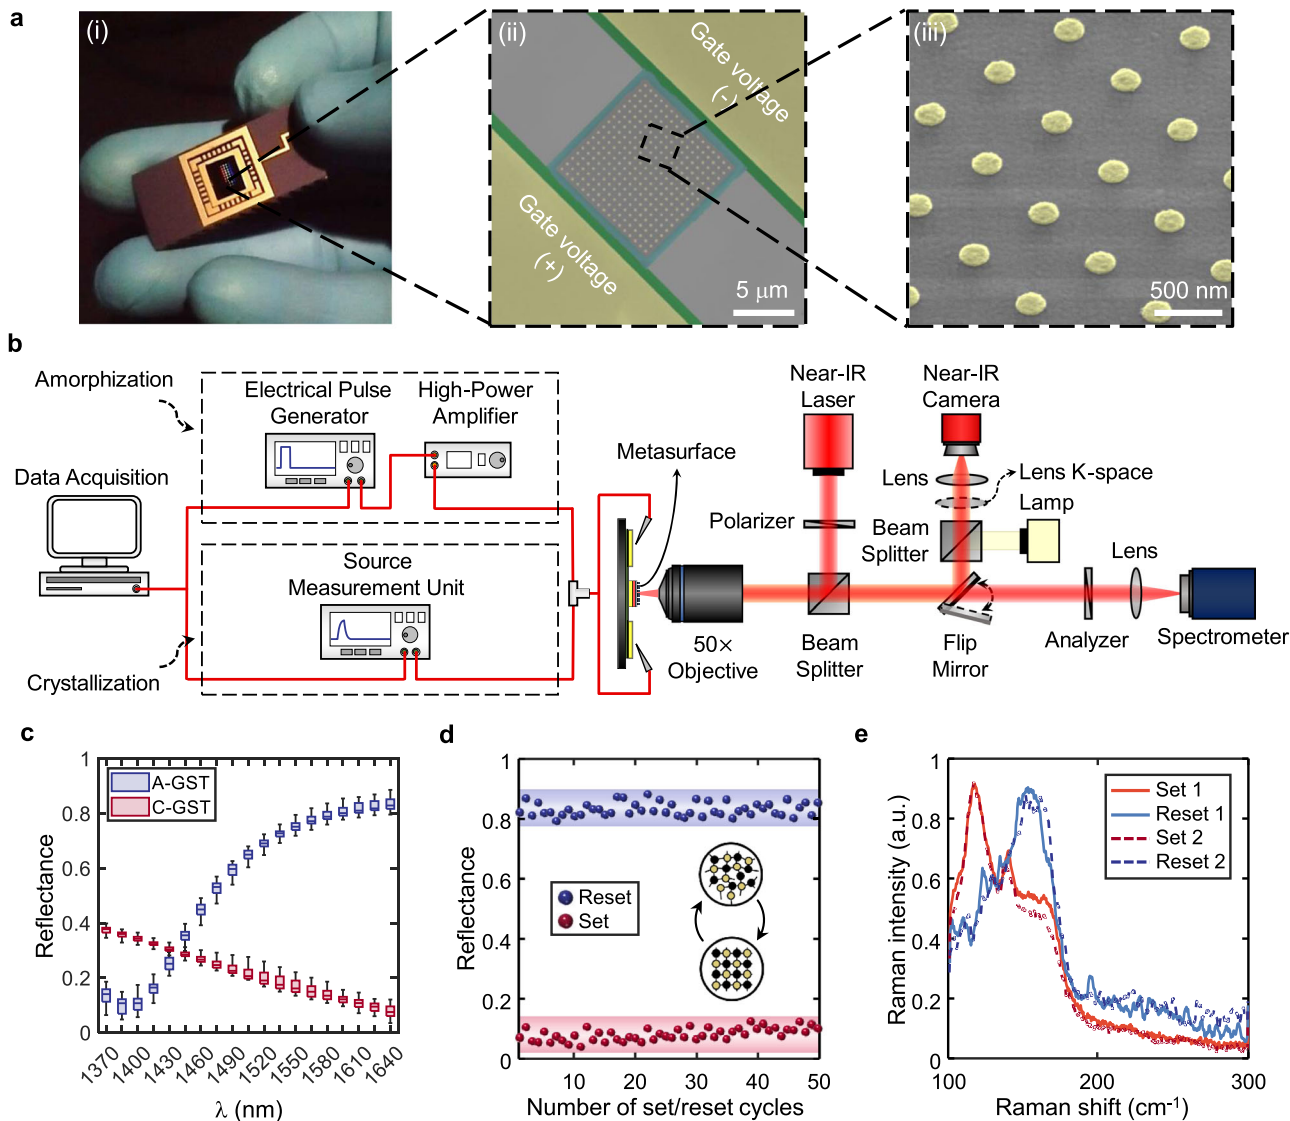 a
(i)
(ii)
Gate voltage
(-)
Gate voltage
(+)
5 μm
(iii)
500 nm
b
Amorphization
Electrical Pulse
Generator
High-Power
Amplifier
Data Acquisition
Source
Measurement Unit
Crystallization
Metasurface
50×
Objective
Near-IR
Laser
Polarizer
Beam
Splitter
Near-IR
Camera
Lens
Lens K-space
Lamp
Beam
Splitter
Flip
Mirror
Lens
Analyzer
Spectrometer
c
Reflectance
1
0.8
0.6
0.4
0.2
0
A-GST
C-GST
1370
1400
1430
1460
1490
1520
1550
1580
1610
1640
λ (nm)
d
Reflectance
1
0.8
0.6
0.4
0.2
0
Reset
Set
10
20
30
40
50
Number of set/reset cycles
e
Raman intensity (a.u.)
1
0.8
0.6
0.4
0.2
0
Set 1
Reset 1
Set 2
Reset 2
100
200
300
Raman shift (cm⁻¹)